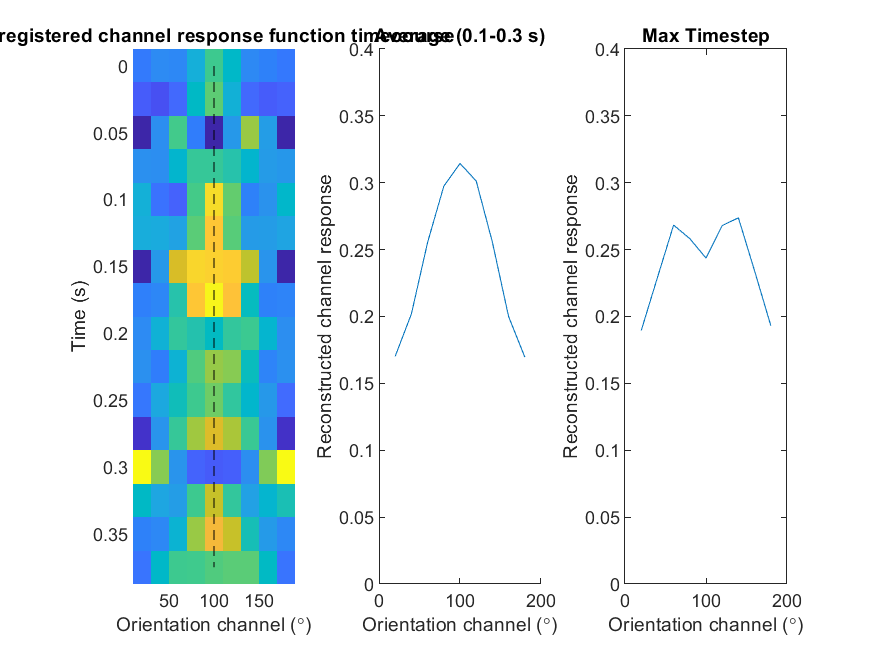 registered channel response function timecourse
Average (0.1-0.3 s)
Max Timestep
0
0.05
0.1
0.15
0.2
0.25
0.3
0.35
Time (s)
50 100 150
Orientation channel (°)
0.4
0.35
0.3
0.25
0.2
0.15
0.1
0.05
0
Reconstructed channel response
0 100 200
Orientation channel (°)
0.4
0.35
0.3
0.25
0.2
0.15
0.1
0.05
0
Reconstructed channel response
0 100 200
Orientation channel (°)